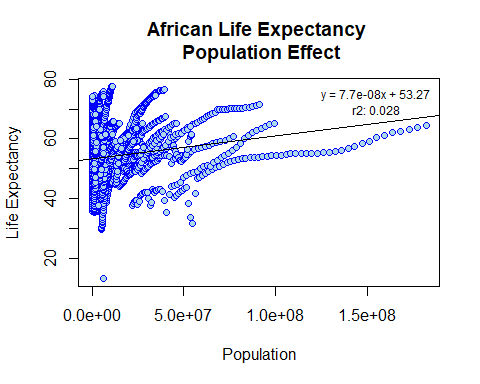 African Life Expectancy
Population Effect
y = 7.7e-08x + 53.27
r2: 0.028
80
60
40
20
Life Expectancy
0.0e+00 5.0e+07 1.0e+08 1.5e+08
Population